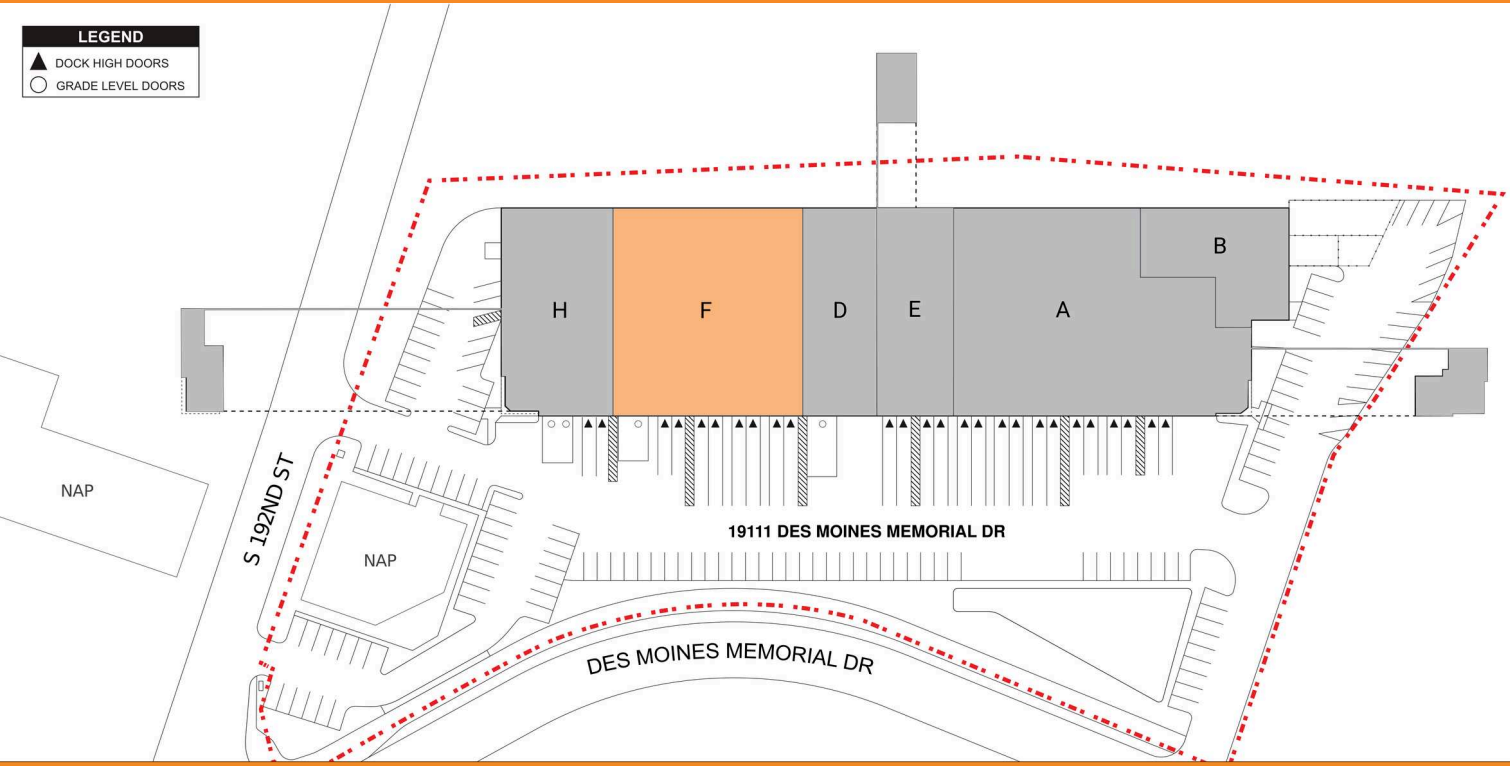 LEGEND
DOCK HIGH DOORS
GRADE LEVEL DOORS
B
H
F
D
E
A
NAP
S 192ND ST
NAP
19111 DES MOINES MEMORIAL DR
DES MOINES MEMORIAL DR